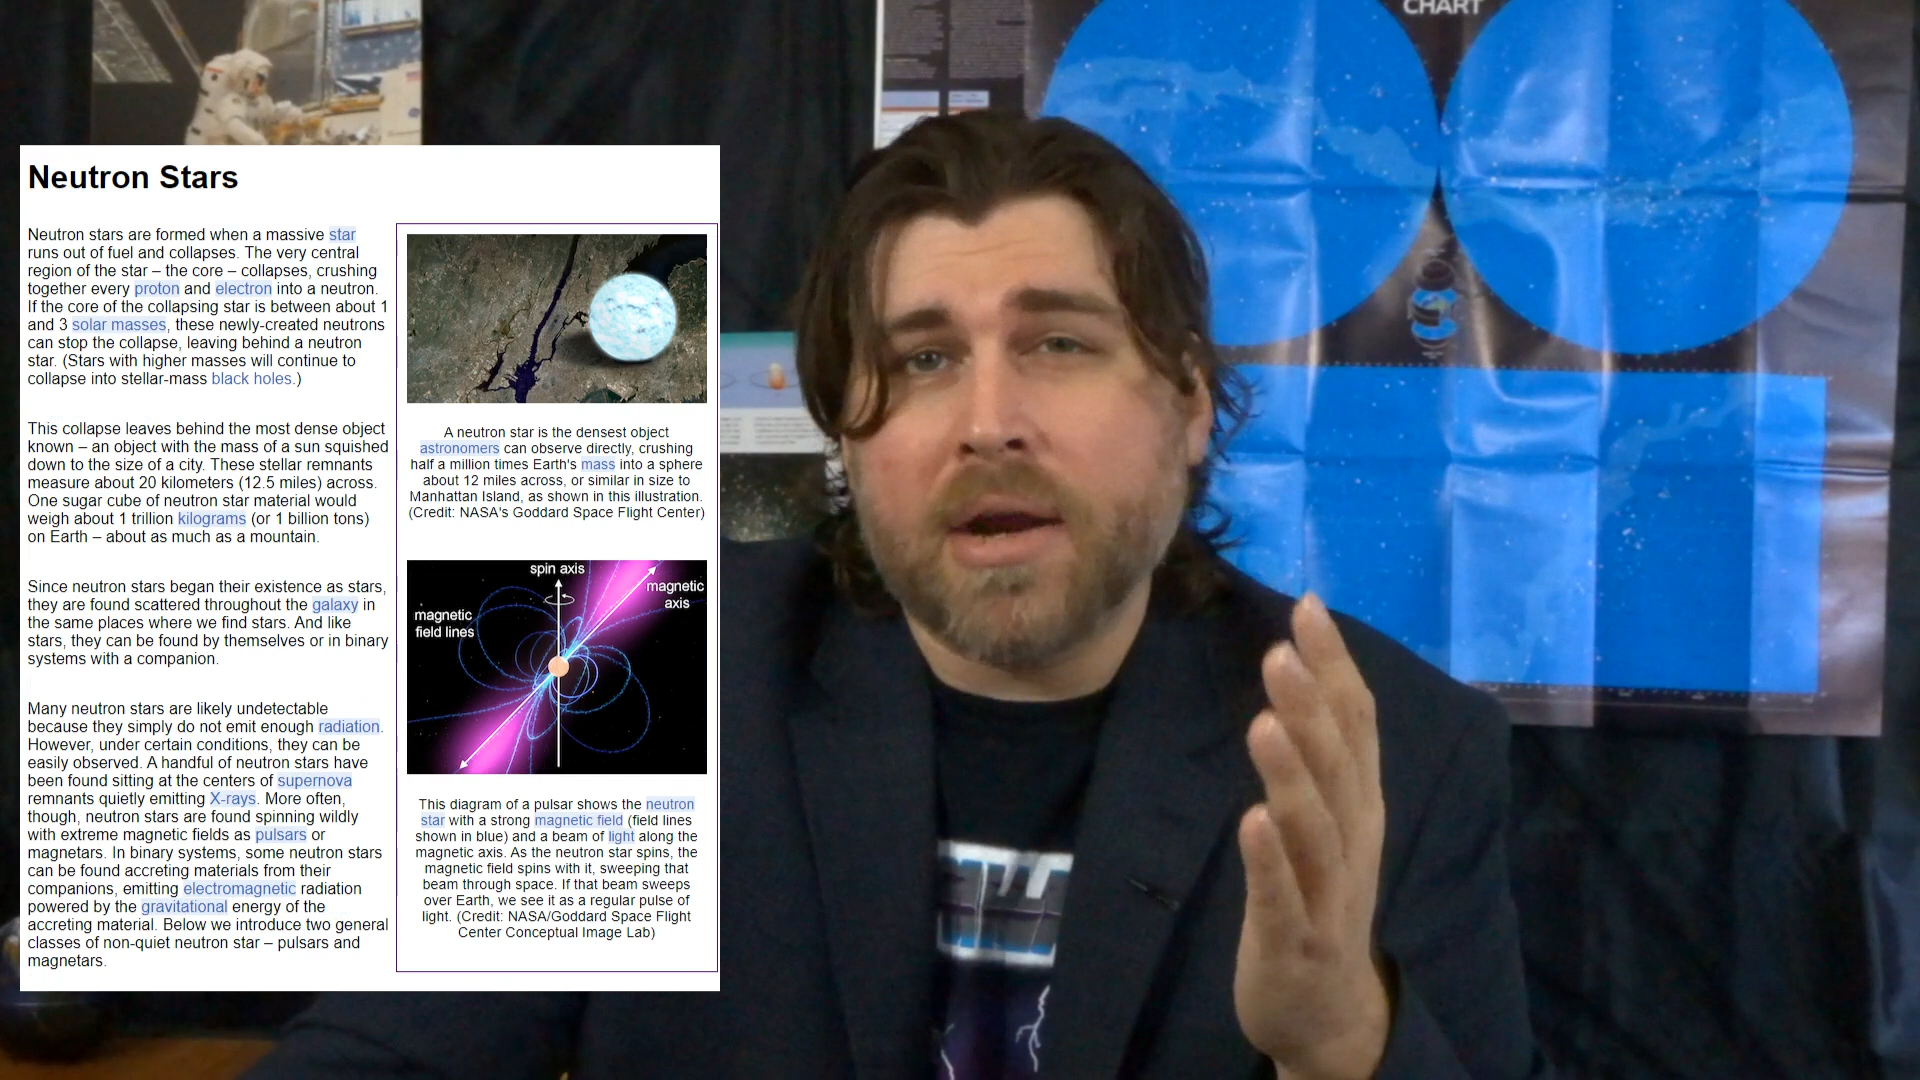 CHART
Neutron Stars
Neutron stars are formed when a massive star
runs out of fuel and collapses. The very central
region of the star – the core – collapses, crushing
together every proton and electron into a neutron.
If the core of the collapsing star is between about 1
and 3 solar masses, these newly-created neutrons
can stop the collapse, leaving behind a neutron
star. (Stars with higher masses will continue to
collapse into stellar-mass black holes.)
This collapse leaves behind the most dense object
known – an object with the mass of a sun squished
down to the size of a city. These stellar remnants
measure about 20 kilometers (12.5 miles) across.
One sugar cube of neutron star material would
weigh about 1 trillion kilograms (or 1 billion tons)
on Earth – about as much as a mountain.
Since neutron stars began their existence as stars,
they are found scattered throughout the galaxy in
the same places where we find stars. And like
stars, they can be found by themselves or in binary
systems with a companion.
Many neutron stars are likely undetectable
because they simply do not emit enough radiation.
However, under certain conditions, they can be
easily observed. A handful of neutron stars have
been found sitting at the centers of supernova
remnants quietly emitting X-rays. More often,
though, neutron stars are found spinning wildly
with extreme magnetic fields as pulsars or
magnetars. In binary systems, some neutron stars
can be found accreting materials from their
companions, emitting electromagnetic radiation
powered by the gravitational energy of the
accreting material. Below we introduce two general
classes of non-quiet neutron star – pulsars and
magnetars.
A neutron star is the densest object
astronomers can observe directly, crushing
half a million times Earth's mass into a sphere
about 12 miles across, or similar in size to
Manhattan Island, as shown in this illustration.
(Credit: NASA's Goddard Space Flight Center)
spin axis
magnetic
axis
magnetic
field lines
This diagram of a pulsar shows the neutron
star with a strong magnetic field (field lines
shown in blue) and a beam of light along the
magnetic axis. As the neutron star spins, the
magnetic field spins with it, sweeping that
beam through space. If that beam sweeps
over Earth, we see it as a regular pulse of
light. (Credit: NASA/Goddard Space Flight
Center Conceptual Image Lab)